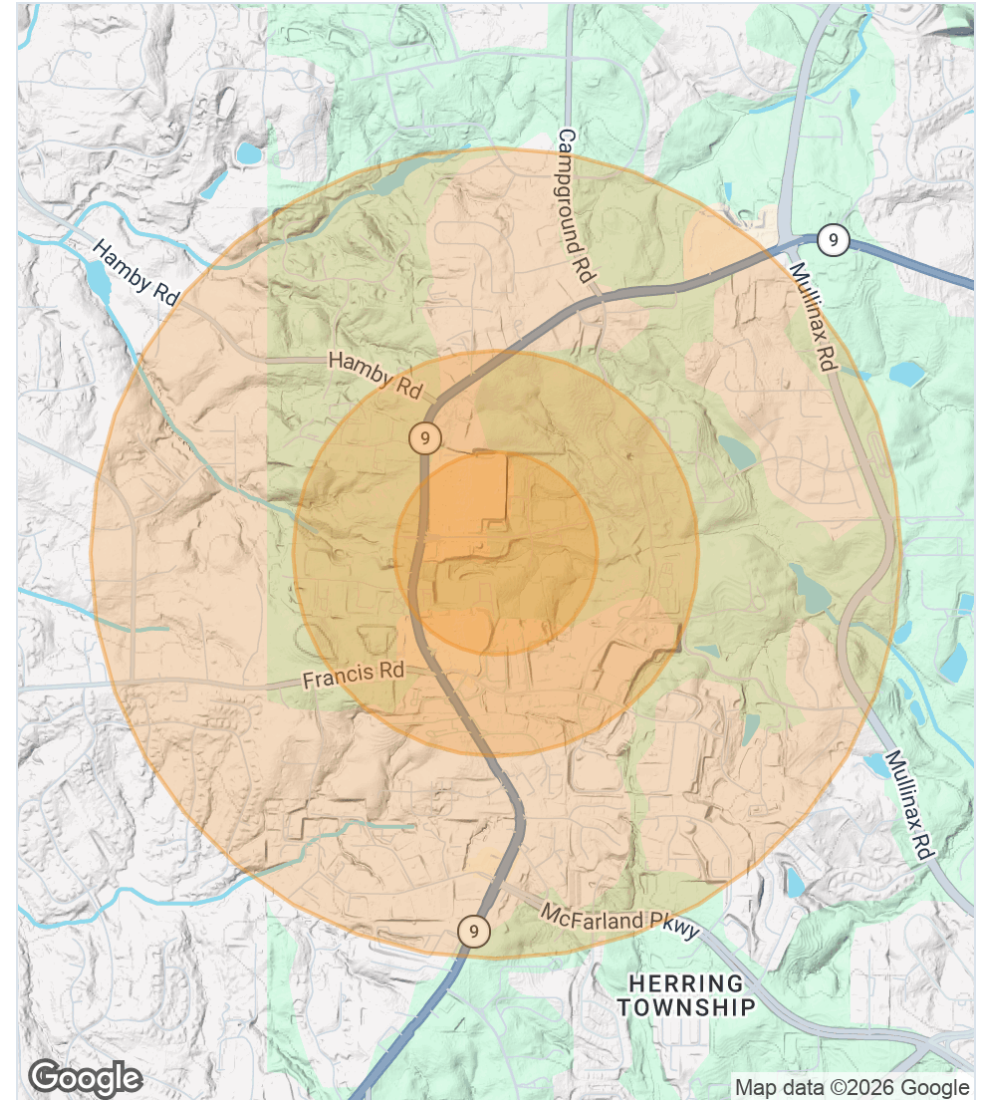 Campground Rd
9
Hamby Rd
Mullinax Rd
Hamby Rd
9
Francis Rd
Mullinax Rd
McFarland Pkwy
9
HERRING
TOWNSHIP
Google
Map data ©2026 Google